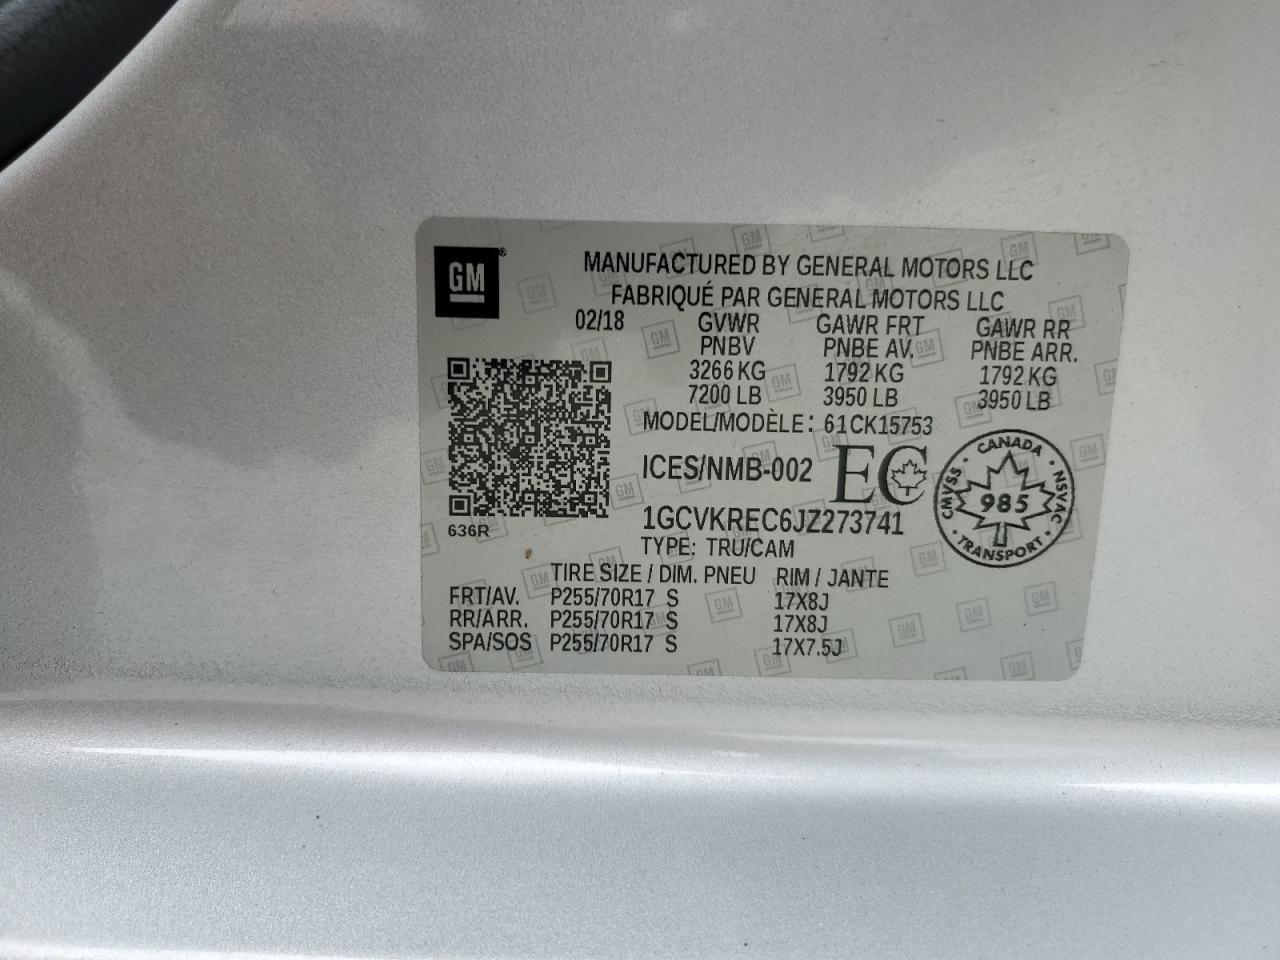 GM
MANUFACTURED BY GENERAL MOTORS LLC
FABRIQUÉ PAR GENERAL MOTORS LLC
02/18 GVWR GAWR FRT GAWR RR
PNBV PNBE AV. PNBE ARR.
3266 KG 1792 KG 1792 KG
7200 LB 3950 LB 3950 LB
MODEL/MODÈLE: 61CK15753
ICES/NMB-002 EC
CANADA
CMVSS 985 NSVAC
TRANSPORT
636R
1GCVKREC6JZ273741
TYPE: TRU/CAM
TIRE SIZE / DIM. PNEU RIM / JANTE
FRT/AV. P255/70R17 S 17X8J
RR/ARR. P255/70R17 S 17X8J
SPA/SOS P255/70R17 S 17X7.5J